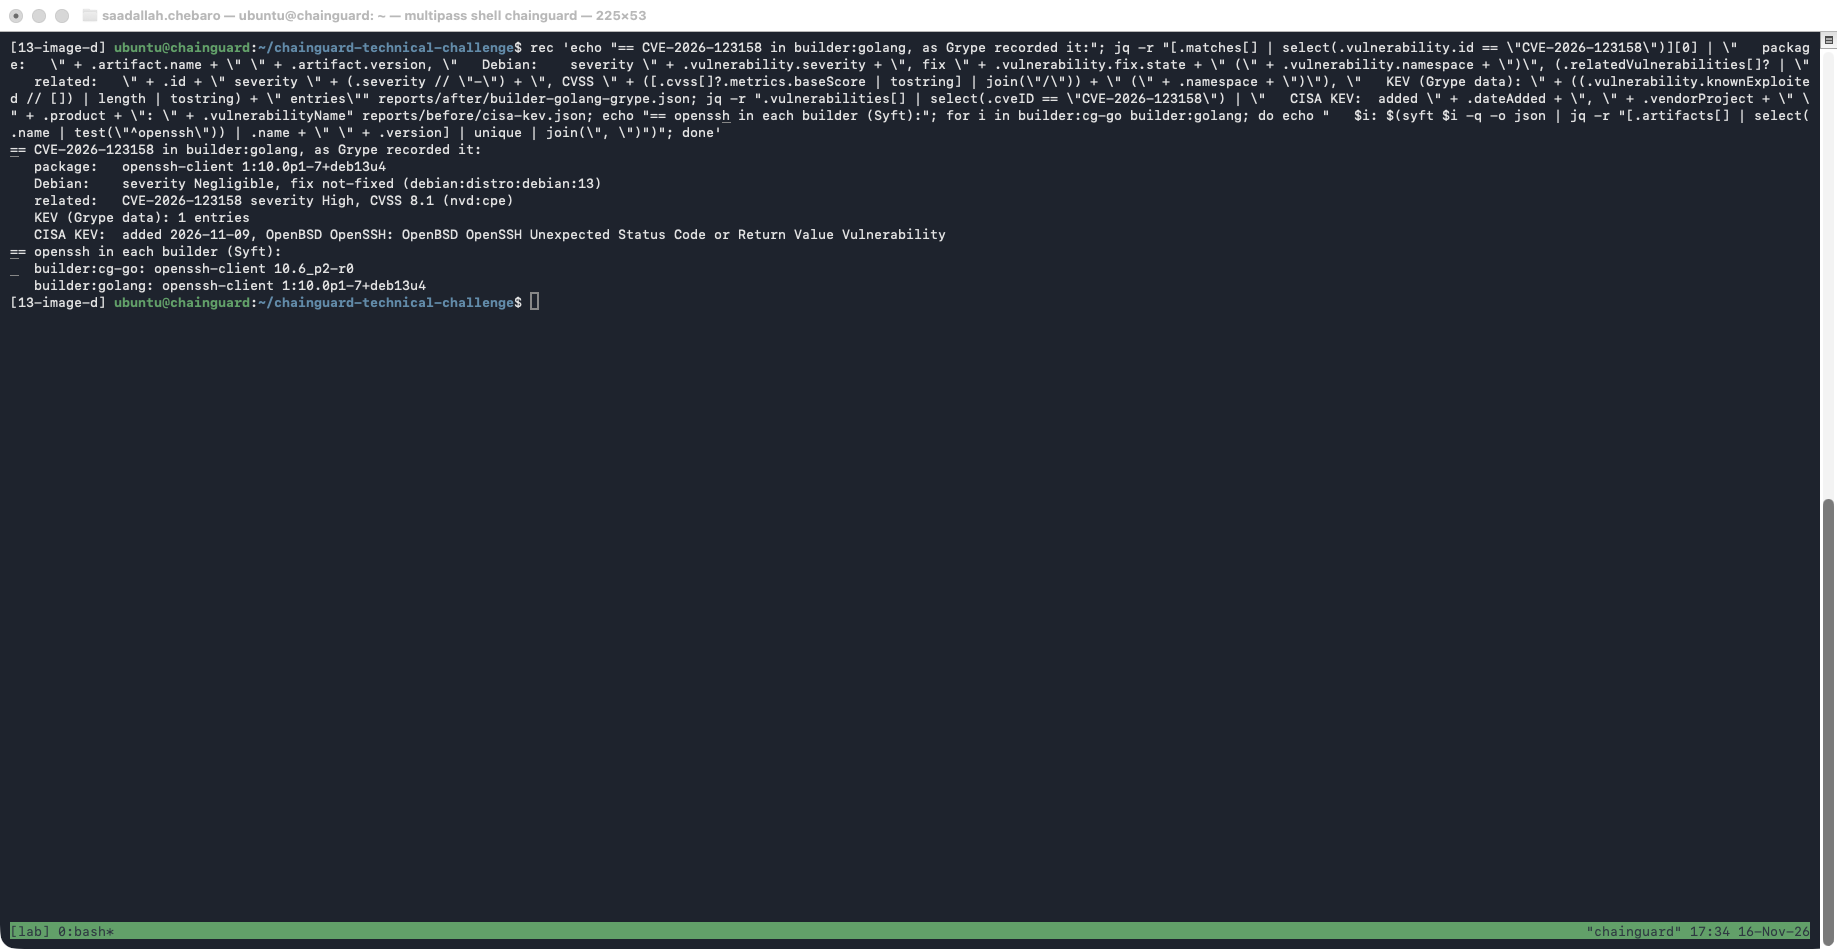 saadallah.chebaro — ubuntu@chainguard: ~ — multipass shell chainguard — 225×53
[13-image-d] ubuntu@chainguard:~/chainguard-technical-challenge$ rec 'echo "== CVE-2026-123158 in builder:golang, as Grype recorded it:"; jq -r "[.matches[] | select(.vulnerability.id == \"CVE-2026-123158\")][0] | \"   packag
e:   \" + .artifact.name + \" \" + .artifact.version, \"   Debian:    severity \" + .vulnerability.severity + \", fix \" + .vulnerability.fix.state + \" (\" + .vulnerability.namespace + \")\", (.relatedVulnerabilities[]? | \"
   related:   \" + .id + \" severity \" + (.severity // \"-\") + \", CVSS \" + ([.cvss[]?.metrics.baseScore | tostring] | join(\"/\")) + \" (\" + .namespace + \")\"), \"   KEV (Grype data): \" + ((.vulnerability.knownExploite
d // []) | length | tostring) + \" entries\"" reports/after/builder-golang-grype.json; jq -r ".vulnerabilities[] | select(.cveID == \"CVE-2026-123158\") | \"   CISA KEV:  added \" + .dateAdded + \", \" + .vendorProject + \" \
" + .product + \": \" + .vulnerabilityName" reports/before/cisa-kev.json; echo "== openssh in each builder (Syft):"; for i in builder:cg-go builder:golang; do echo "   $i: $(syft $i -q -o json | jq -r "[.artifacts[] | select(
.name | test(\"^openssh\")) | .name + \" \" + .version] | unique | join(\", \")")"; done'
== CVE-2026-123158 in builder:golang, as Grype recorded it:
   package:   openssh-client 1:10.0p1-7+deb13u4
   Debian:    severity Negligible, fix not-fixed (debian:distro:debian:13)
   related:   CVE-2026-123158 severity High, CVSS 8.1 (nvd:cpe)
   KEV (Grype data): 1 entries
   CISA KEV:  added 2026-11-09, OpenBSD OpenSSH: OpenBSD OpenSSH Unexpected Status Code or Return Value Vulnerability
== openssh in each builder (Syft):
   builder:cg-go: openssh-client 10.6_p2-r0
   builder:golang: openssh-client 1:10.0p1-7+deb13u4
[13-image-d] ubuntu@chainguard:~/chainguard-technical-challenge$
[lab] 0:bash* "chainguard" 17:34 16-Nov-26